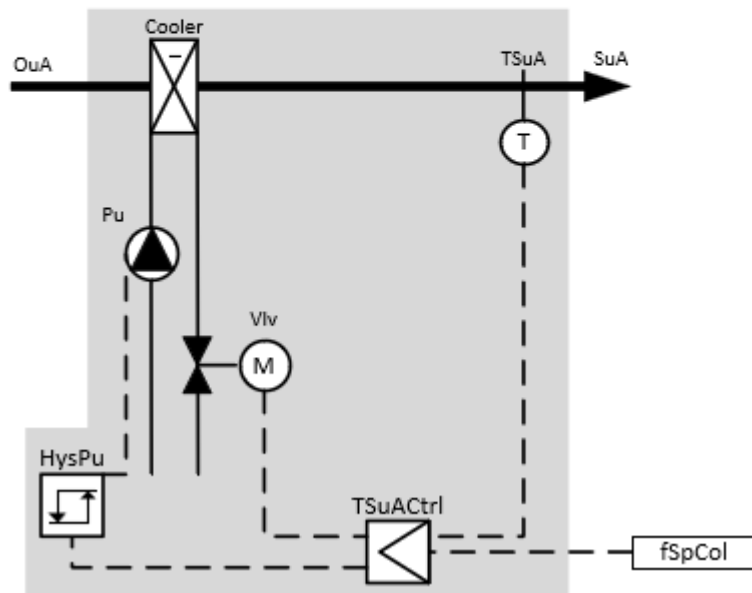 Cooler
OuA
TSuA
SuA
T
Pu
Vlv
M
HysPu
TSuACtrl
fSpCol